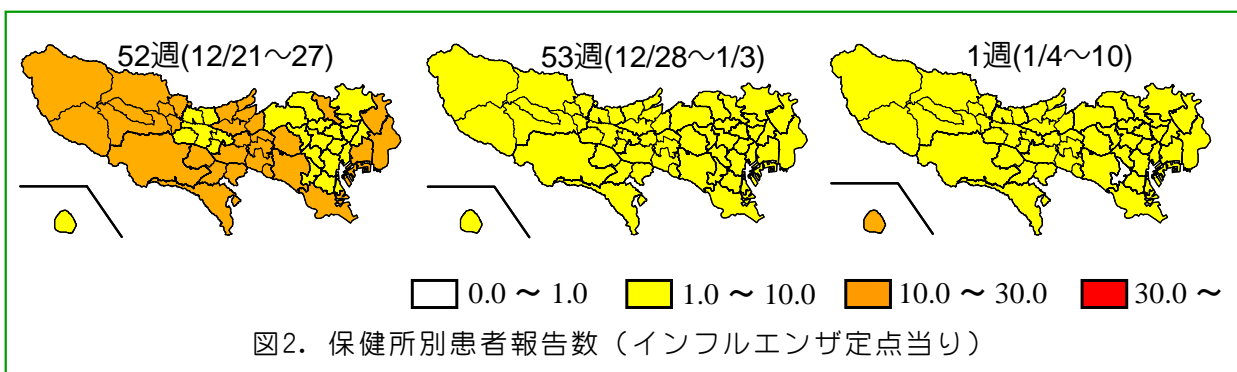 52週(12/21～27)
53週(12/28～1/3)
1週(1/4～10)
0.0 ～ 1.0
1.0 ～ 10.0
10.0 ～ 30.0
30.0 ～
図2．保健所別患者報告数（インフルエンザ定点当り）